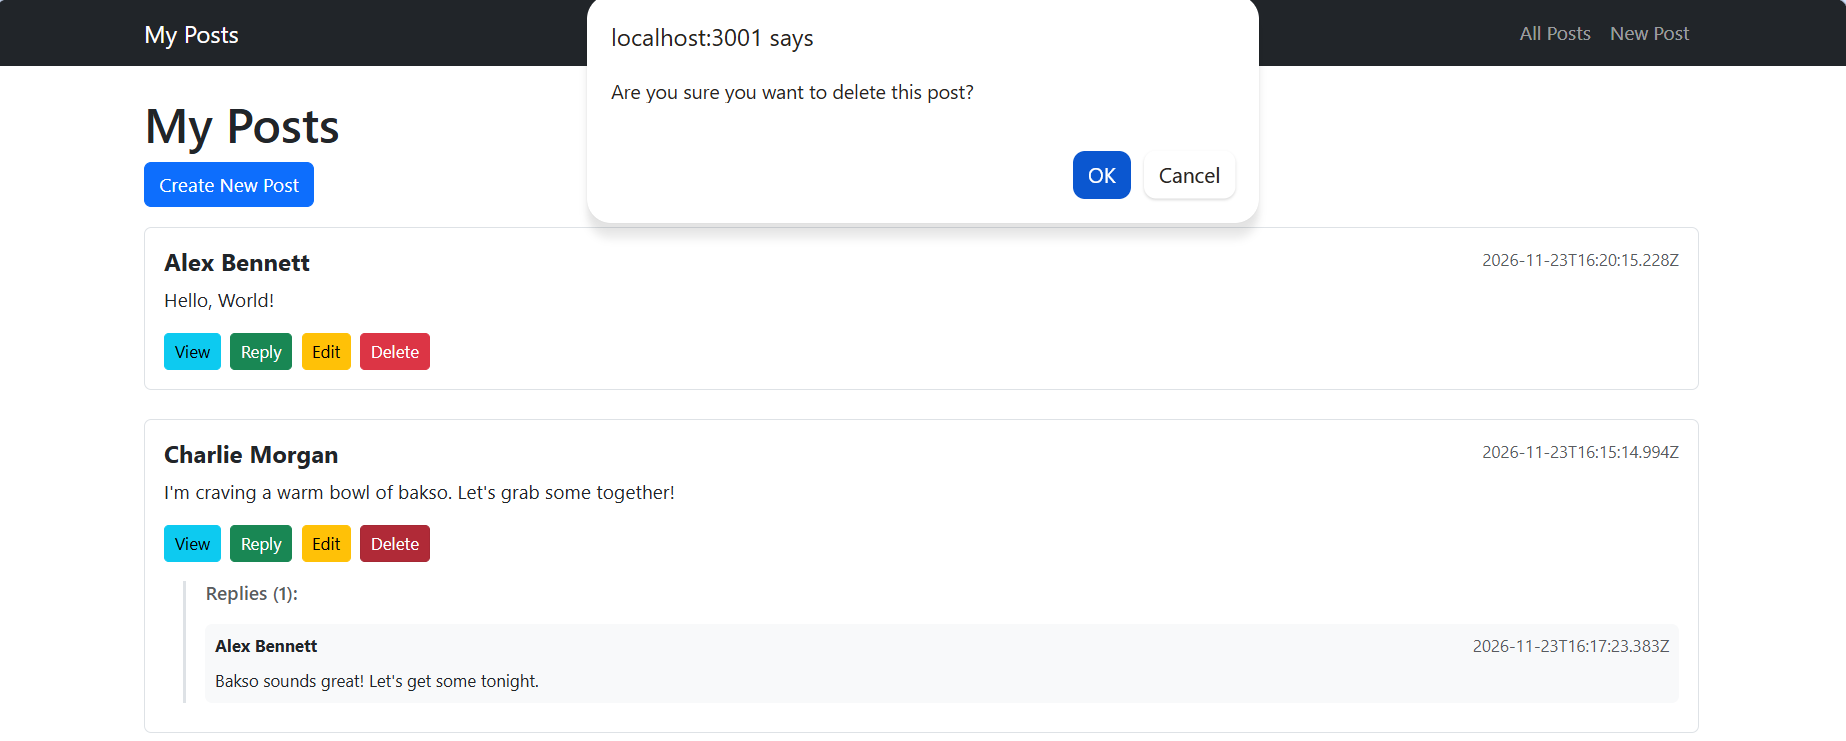 My Posts
All Posts New Post
localhost:3001 says
Are you sure you want to delete this post?
OK Cancel
My Posts
Create New Post
Alex Bennett 2026-11-23T16:20:15.228Z
Hello, World!
View Reply Edit Delete
Charlie Morgan 2026-11-23T16:15:14.994Z
I'm craving a warm bowl of bakso. Let's grab some together!
View Reply Edit Delete
Replies (1):
Alex Bennett 2026-11-23T16:17:23.383Z
Bakso sounds great! Let's get some tonight.